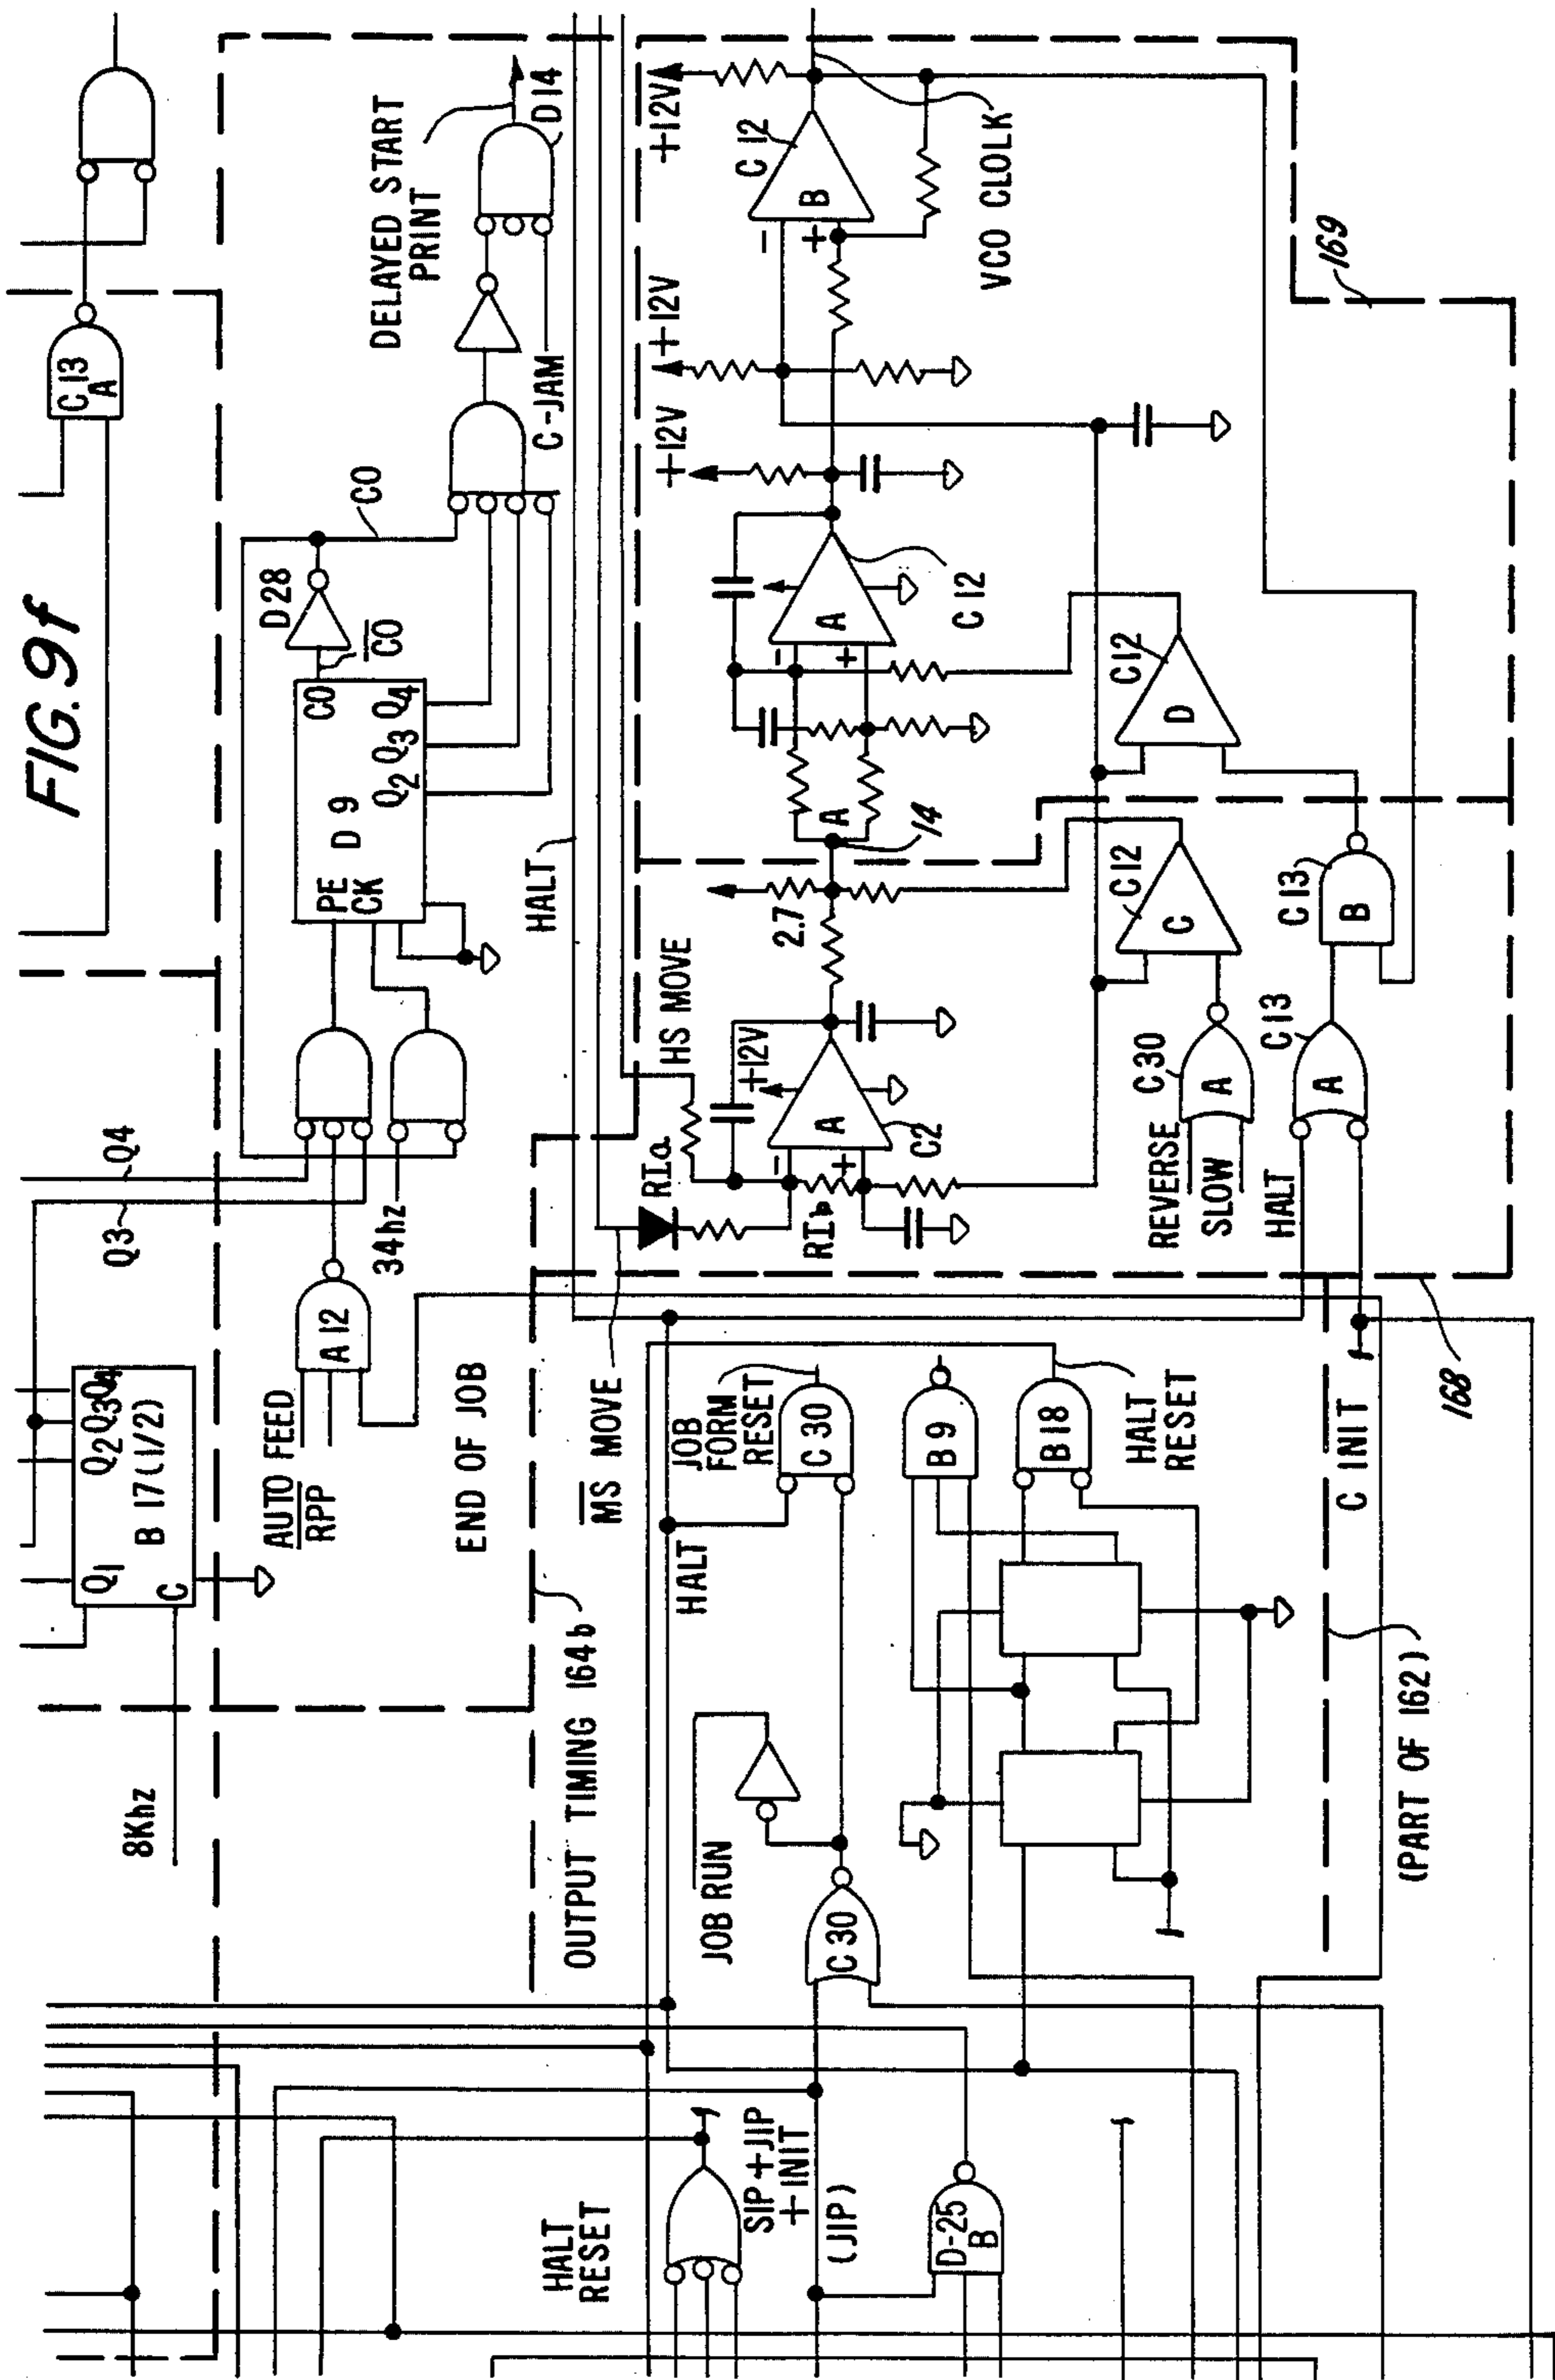 FIG. 9f
C13
A
8Khz
Q1
Q2
Q3
Q4
B 17(1/2)
C
Q3
Q4
AUTO FEED
RPP
A 12
END OF JOB
34hz
PE
CK
D 9
CO
Q2
Q3
Q4
D28
CO
CO
C-JAM
DELAYED START
PRINT
D14
OUTPUT TIMING 164b
HALT
MS MOVE
HS MOVE
HALT
RESET
SIP+JIP
+INIT
(JIP)
D-25
B
JOB RUN
C30
HALT
JOB
FORM
RESET
C30
B9
B18
HALT
RESET
(PART OF 162)
C INIT
168
RIa
RIb
+12V
-
+
A
C2
2.7
14
A
-
+
A
C12
+12V
+12V
+12V
C12
-
+
B
VCO CLOLK
REVERSE
SLOW
HALT
C30
A
C13
A
C12
C
C13
B
C12
D
169